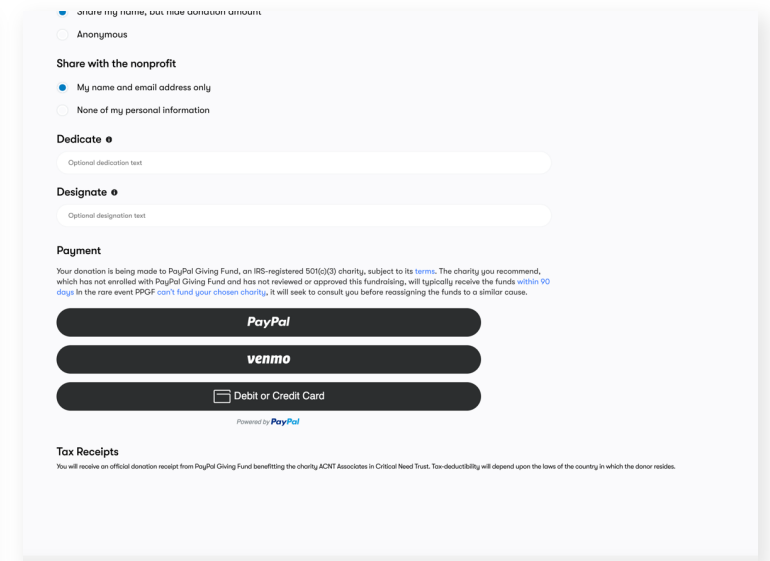 Share my name, but hide donation amount
Anonymous
Share with the nonprofit
My name and email address only
None of my personal information
Dedicate
Optional dedication text
Designate
Optional designation text
Payment
Your donation is being made to PayPal Giving Fund, an IRS-registered 501(c)(3) charity, subject to its terms. The charity you recommend,
which has not enrolled with PayPal Giving Fund and has not reviewed or approved this fundraising, will typically receive the funds within 90
days In the rare event PPGF can't fund your chosen charity, it will seek to consult you before reassigning the funds to a similar cause.
PayPal
venmo
Debit or Credit Card
Powered by PayPal
Tax Receipts
You will receive an official donation receipt from PayPal Giving Fund benefitting the charity ACNT Associates in Critical Need Trust. Tax-deductibility will depend upon the laws of the country in which the donor resides.